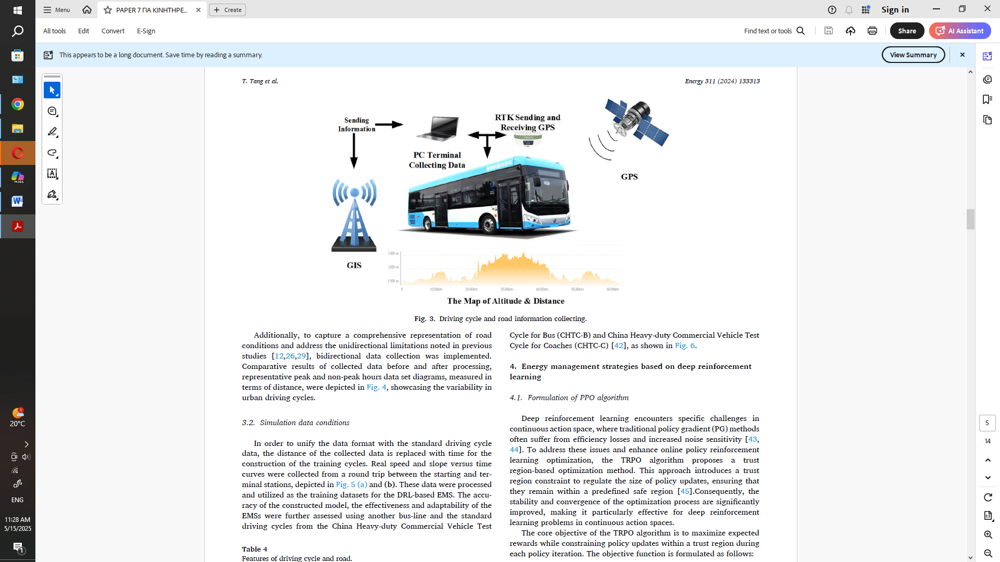 Menu
PAPER 7 ΓΙΑ ΚΙΝΗΤΗΡΕ...
Create
Sign in
All tools
Edit
Convert
E-Sign
Find text or tools
Share
AI Assistant
This appears to be a long document. Save time by reading a summary.
View Summary
T. Tang et al.
Energy 311 (2024) 133313
Sending
Information
RTK Sending and
Receiving GPS
PC Terminal
Collecting Data
GPS
GIS
1300 m
1200 m
1100 m
0 10.00km 20.00km 30.00km 40.00km 50.00km 60.00km
The Map of Altitude & Distance
Fig. 3. Driving cycle and road information collecting.
Additionally, to capture a comprehensive representation of road
conditions and address the unidirectional limitations noted in previous
studies [12,26,29], bidirectional data collection was implemented.
Comparative results of collected data before and after processing,
representative peak and non-peak hours data set diagrams, measured in
terms of distance, were depicted in Fig. 4, showcasing the variability in
urban driving cycles.
3.2. Simulation data conditions
In order to unify the data format with the standard driving cycle
data, the distance of the collected data is replaced with time for the
construction of the training cycles. Real speed and slope versus time
curves were collected from a round trip between the starting and ter-
minal stations, depicted in Fig. 5 (a) and (b). These data were processed
and utilized as the training datasets for the DRL-based EMS. The accu-
racy of the constructed model, the effectiveness and adaptability of the
EMSs were further assessed using another bus-line and the standard
driving cycles from the China Heavy-duty Commercial Vehicle Test
Table 4
Features of driving cycle and road.
Cycle for Bus (CHTC-B) and China Heavy-duty Commercial Vehicle Test
Cycle for Coaches (CHTC-C) [42], as shown in Fig. 6.
4. Energy management strategies based on deep reinforcement
learning
4.1. Formulation of PPO algorithm
Deep reinforcement learning encounters specific challenges in
continuous action space, where traditional policy gradient (PG) methods
often suffer from efficiency losses and increased noise sensitivity [43,
44]. To address these issues and enhance online policy reinforcement
learning optimization, the TRPO algorithm proposes a trust
region-based optimization method. This approach introduces a trust
region constraint to regulate the size of policy updates, ensuring that
they remain within a predefined safe region [45].Consequently, the
stability and convergence of the optimization process are significantly
improved, making it particularly effective for deep reinforcement
learning problems in continuous action spaces.
The core objective of the TRPO algorithm is to maximize expected
rewards while constraining policy updates within a trust region during
each policy iteration. The objective function is formulated as follows:
5
14
M365
1
20°C
ENG
11:28 AM
5/15/2025
1